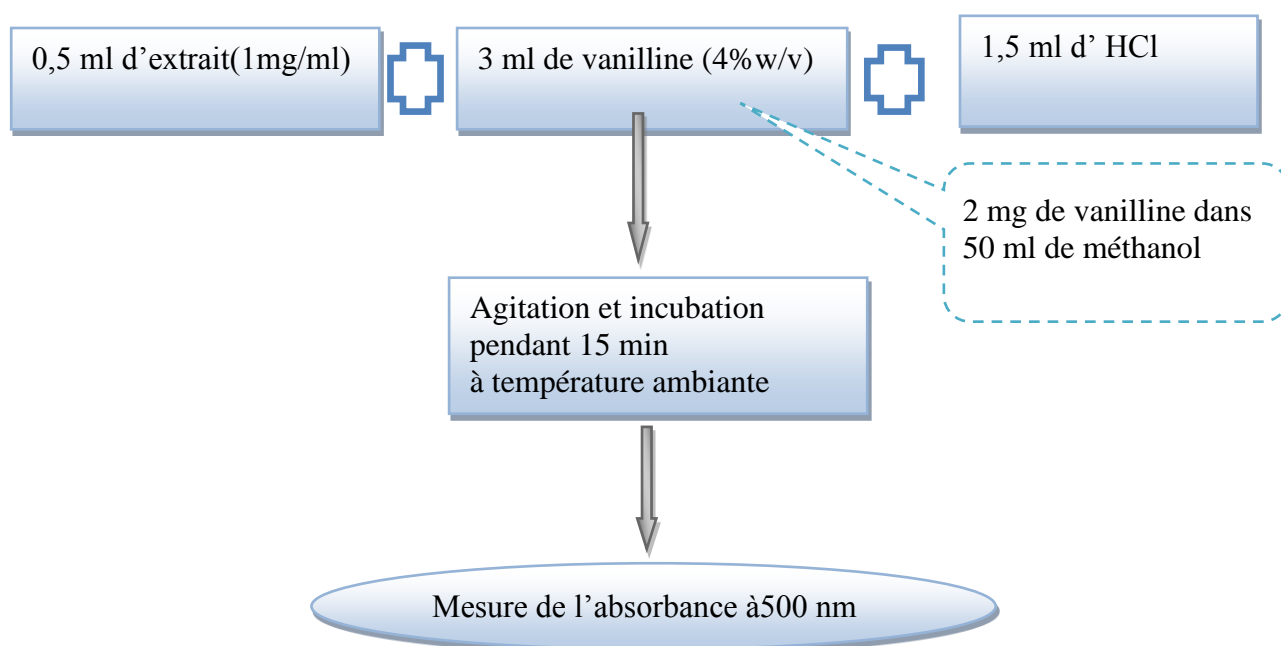 0,5 ml d’extrait(1mg/ml)
3 ml de vanilline (4%w/v)
1,5 ml d’ HCl
2 mg de vanilline dans
50 ml de méthanol
Agitation et incubation
pendant 15 min
à température ambiante
Mesure de l’absorbance à500 nm